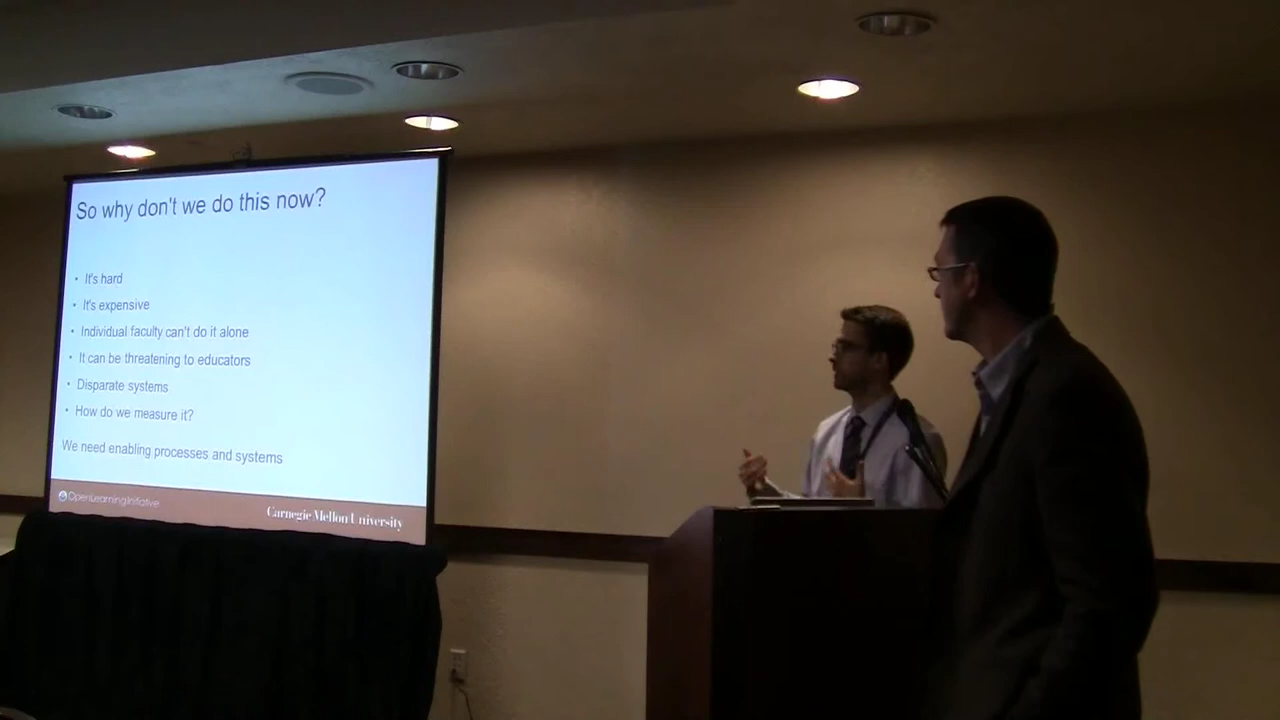 So why don't we do this now?
• It's hard
• It's expensive
• Individual faculty can't do it alone
• It can be threatening to educators
• Disparate systems
• How do we measure it?
We need enabling processes and systems
OpenLearningInitiative
Carnegie Mellon University